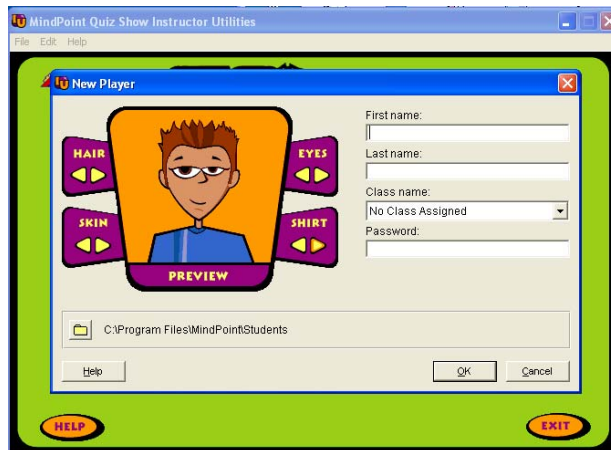 MindPoint Quiz Show Instructor Utilities
File Edit Help
New Player
HAIR
EYES
SKIN
SHIRT
PREVIEW
First name:
Last name:
Class name:
No Class Assigned
Password:
C:\Program Files\MindPoint\Students
Help
OK
Cancel
HELP
EXIT